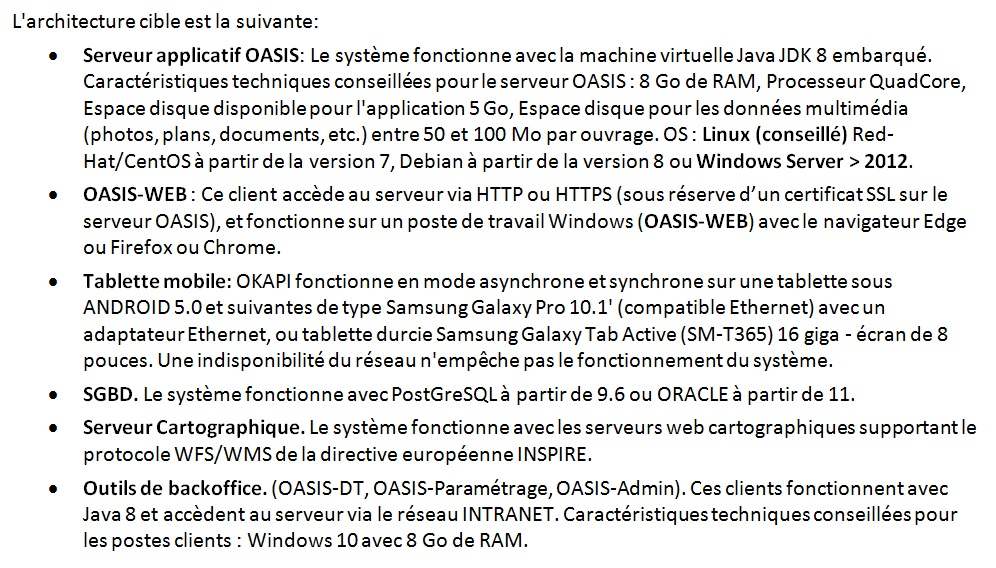 L'architecture cible est la suivante:
• Serveur applicatif OASIS: Le système fonctionne avec la machine virtuelle Java JDK 8 embarqué.
Caractéristiques techniques conseillées pour le serveur OASIS : 8 Go de RAM, Processeur QuadCore,
Espace disque disponible pour l'application 5 Go, Espace disque pour les données multimédia
(photos, plans, documents, etc.) entre 50 et 100 Mo par ouvrage. OS : Linux (conseillé) Red-
Hat/CentOS à partir de la version 7, Debian à partir de la version 8 ou Windows Server > 2012.
• OASIS-WEB : Ce client accède au serveur via HTTP ou HTTPS (sous réserve d’un certificat SSL sur le
serveur OASIS), et fonctionne sur un poste de travail Windows (OASIS-WEB) avec le navigateur Edge
ou Firefox ou Chrome.
• Tablette mobile: OKAPI fonctionne en mode asynchrone et synchrone sur une tablette sous
ANDROID 5.0 et suivantes de type Samsung Galaxy Pro 10.1' (compatible Ethernet) avec un
adaptateur Ethernet, ou tablette durcie Samsung Galaxy Tab Active (SM-T365) 16 giga - écran de 8
pouces. Une indisponibilité du réseau n'empêche pas le fonctionnement du système.
• SGBD. Le système fonctionne avec PostGreSQL à partir de 9.6 ou ORACLE à partir de 11.
• Serveur Cartographique. Le système fonctionne avec les serveurs web cartographiques supportant le
protocole WFS/WMS de la directive européenne INSPIRE.
• Outils de backoffice. (OASIS-DT, OASIS-Paramétrage, OASIS-Admin). Ces clients fonctionnent avec
Java 8 et accèdent au serveur via le réseau INTRANET. Caractéristiques techniques conseillées pour
les postes clients : Windows 10 avec 8 Go de RAM.